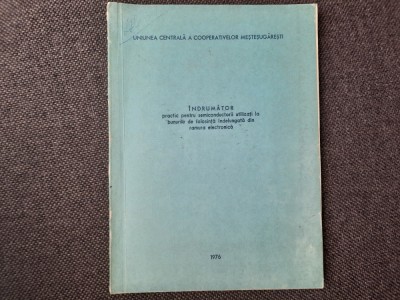 UNIUNEA CENTRALĂ A COOPERATIVELOR MEȘTEȘUGĂREȘTI
ÎNDRUMĂTOR
practic pentru semiconductorii utilizați la
bunurile de folosință îndelungată din
ramura electronică
1976